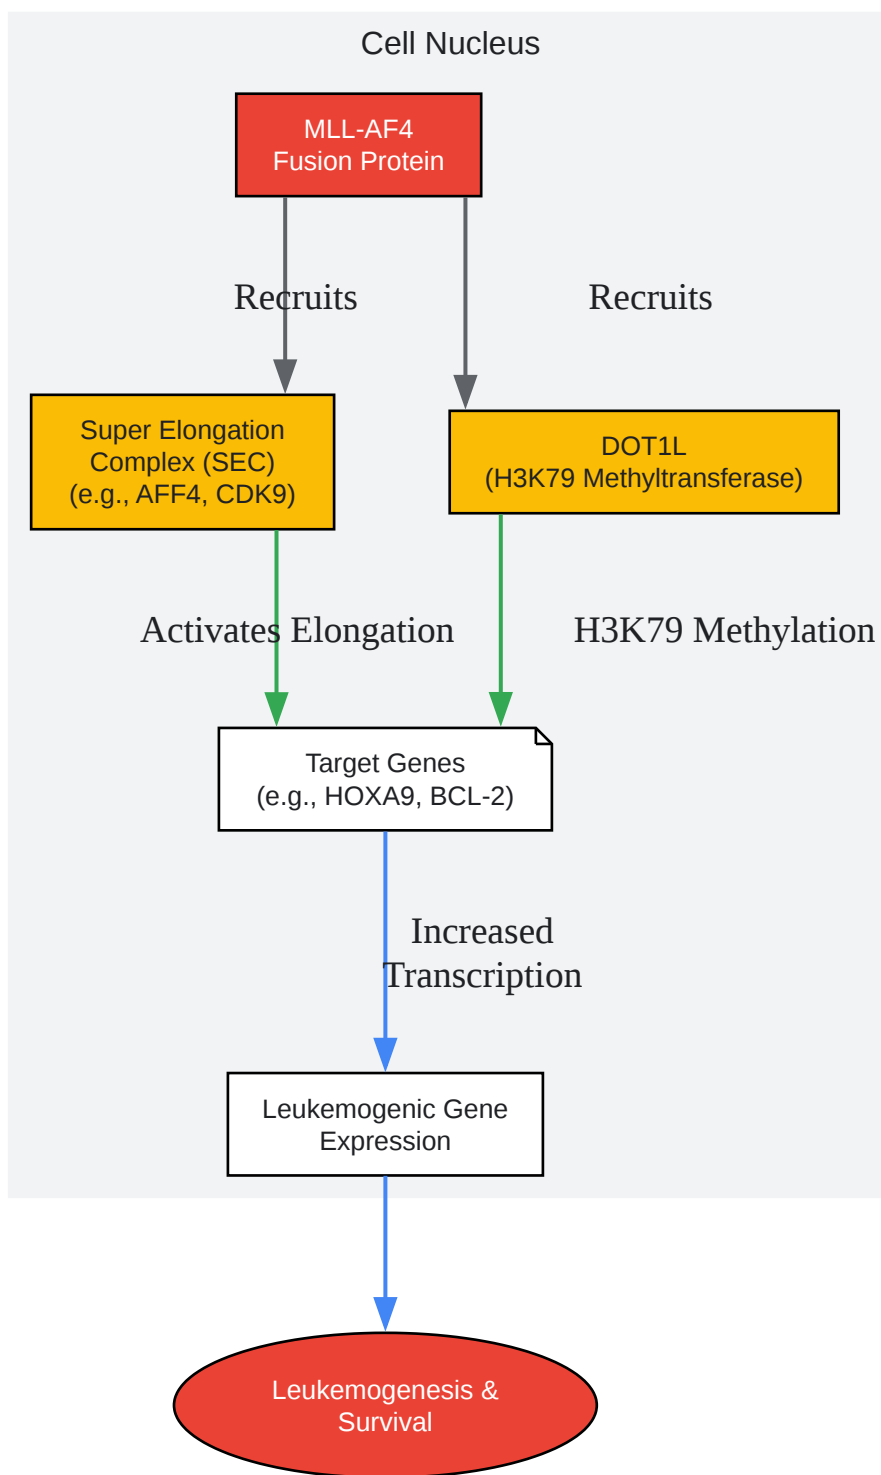 Cell Nucleus
MLL-AF4
Fusion Protein
Recruits
Recruits
Super Elongation
Complex (SEC)
(e.g., AFF4, CDK9)
DOT1L
(H3K79 Methyltransferase)
Activates Elongation
H3K79 Methylation
Target Genes
(e.g., HOXA9, BCL-2)
Increased
Transcription
Leukemogenic Gene
Expression
Leukemogenesis &
Survival